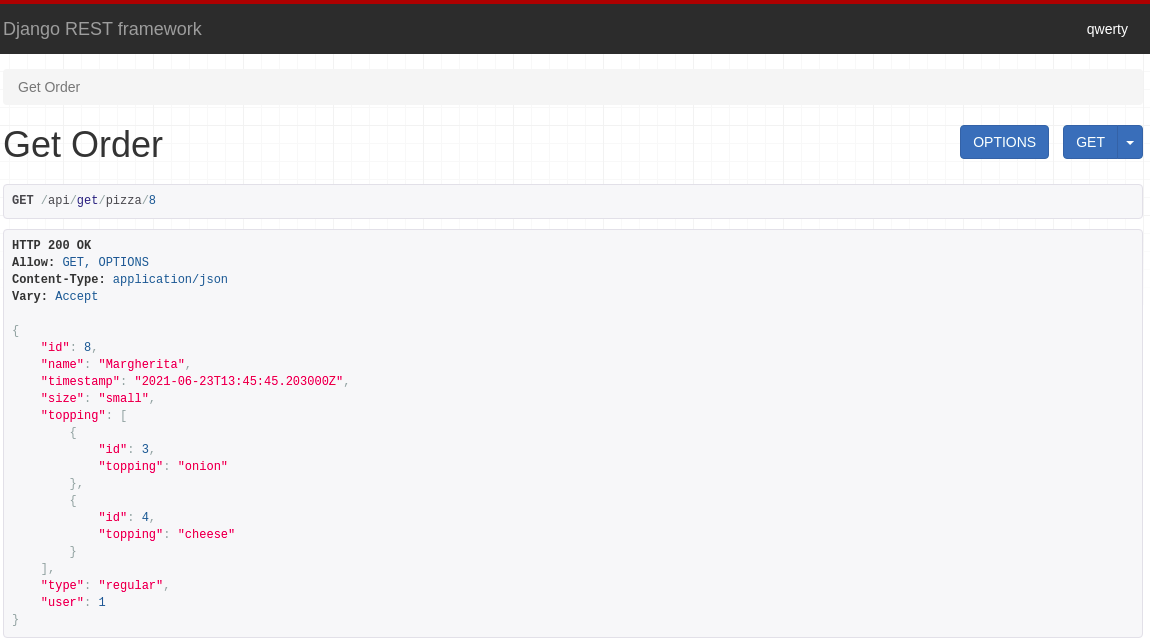 Django REST framework
qwerty
Get Order
Get Order
OPTIONS
GET
GET /api/get/pizza/8
HTTP 200 OK
Allow: GET, OPTIONS
Content-Type: application/json
Vary: Accept
{
    "id": 8,
    "name": "Margherita",
    "timestamp": "2021-06-23T13:45:45.203000Z",
    "size": "small",
    "topping": [
        {
            "id": 3,
            "topping": "onion"
        },
        {
            "id": 4,
            "topping": "cheese"
        }
    ],
    "type": "regular",
    "user": 1
}